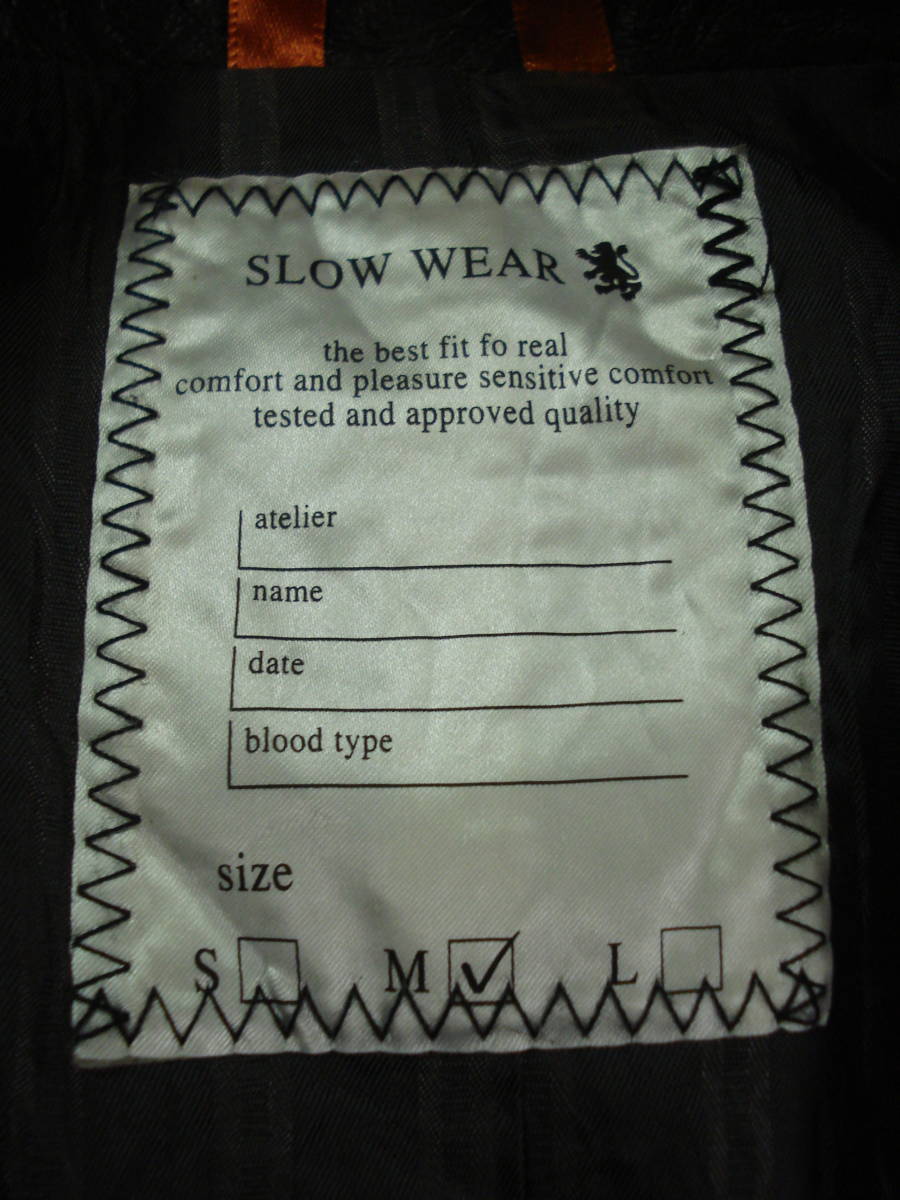 SLOW WEAR
the best fit fo real
comfort and pleasure sensitive comfort
tested and approved quality
atelier
name
date
blood type
size
S M L